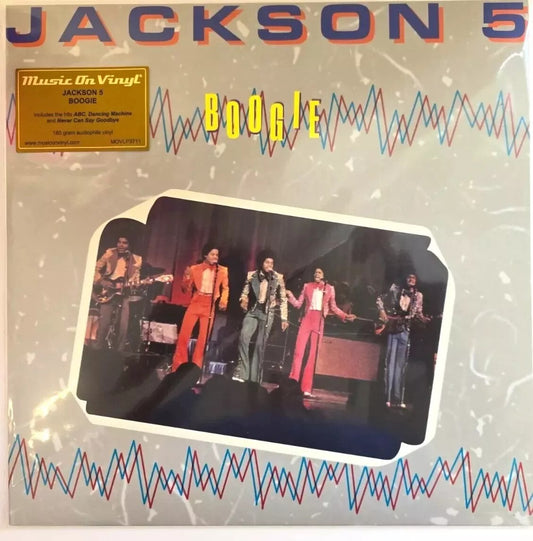 JACKSON 5
Music On Vinyl
JACKSON 5
BOOGIE
includes the hits ABC, Dancing Machine
and Never Can Say Goodbye
180 gram audiophile vinyl
www.musiconvinyl.com MOVLP3711
BOOGIE